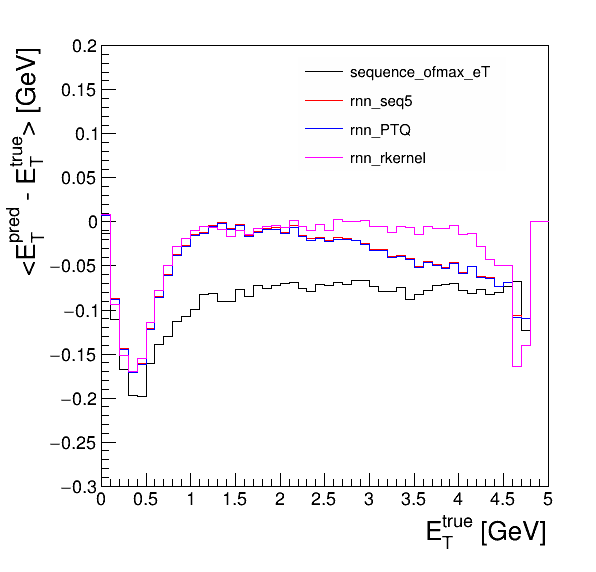 <E_T^pred - E_T^true> [GeV]
0.2
0.15
0.1
0.05
0
−0.05
−0.1
−0.15
−0.2
−0.25
−0.3
sequence_ofmax_eT
rnn_seq5
rnn_PTQ
rnn_rkernel
0 0.5 1 1.5 2 2.5 3 3.5 4 4.5 5
E_T^true [GeV]